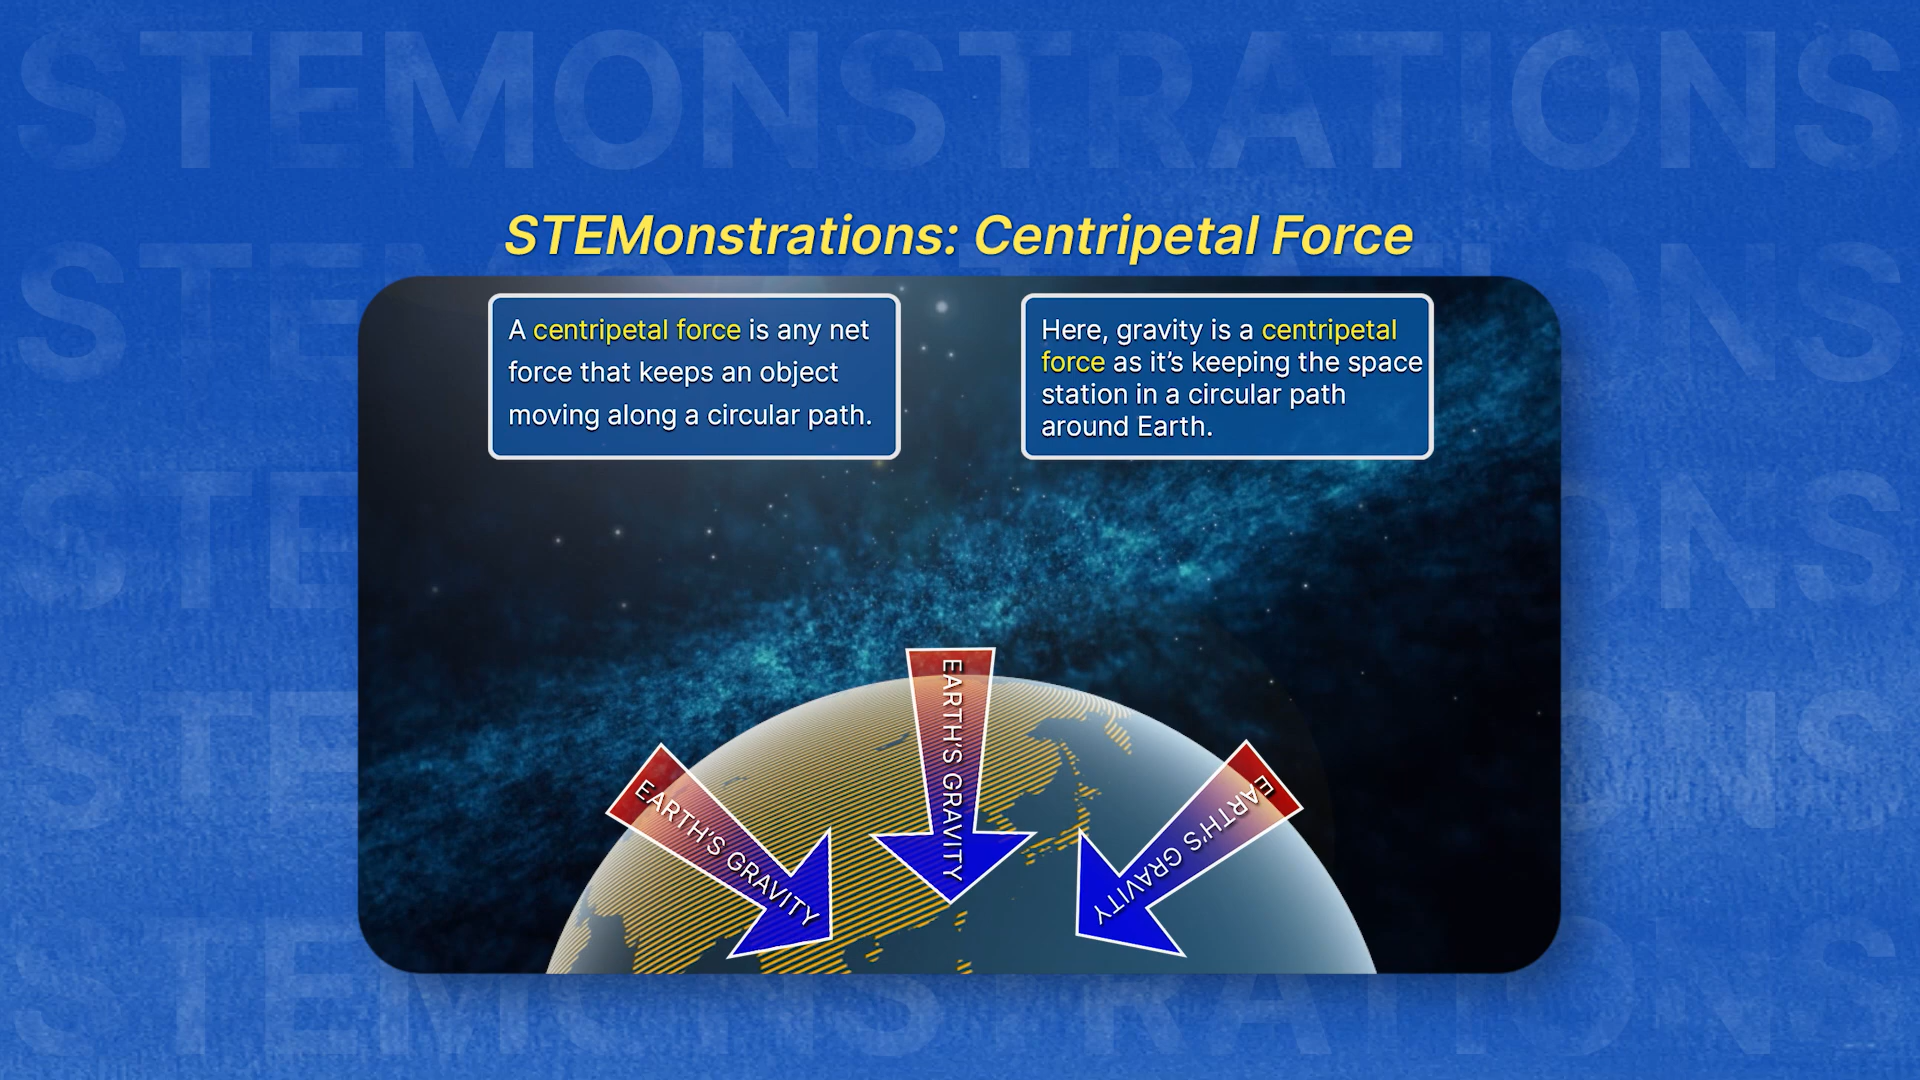 STEMONSTRATIONS
STEMonstrations: Centripetal Force
A centripetal force is any net
force that keeps an object
moving along a circular path.
Here, gravity is a centripetal
force as it's keeping the space
station in a circular path
around Earth.
EARTH'S GRAVITY
EARTH'S GRAVITY
EARTH'S GRAVITY
STEMONSTRATIONS